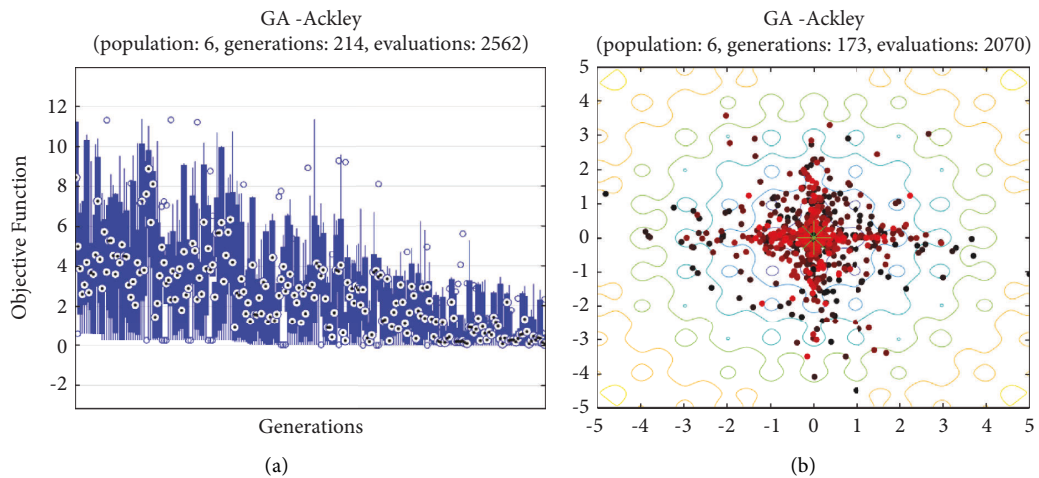 GA -Ackley
(population: 6, generations: 214, evaluations: 2562)
Objective Function
12
10
8
6
4
2
0
-2
Generations
(a)
GA -Ackley
(population: 6, generations: 173, evaluations: 2070)
5
4
3
2
1
0
-1
-2
-3
-4
-5
-5 -4 -3 -2 -1 0 1 2 3 4 5
(b)